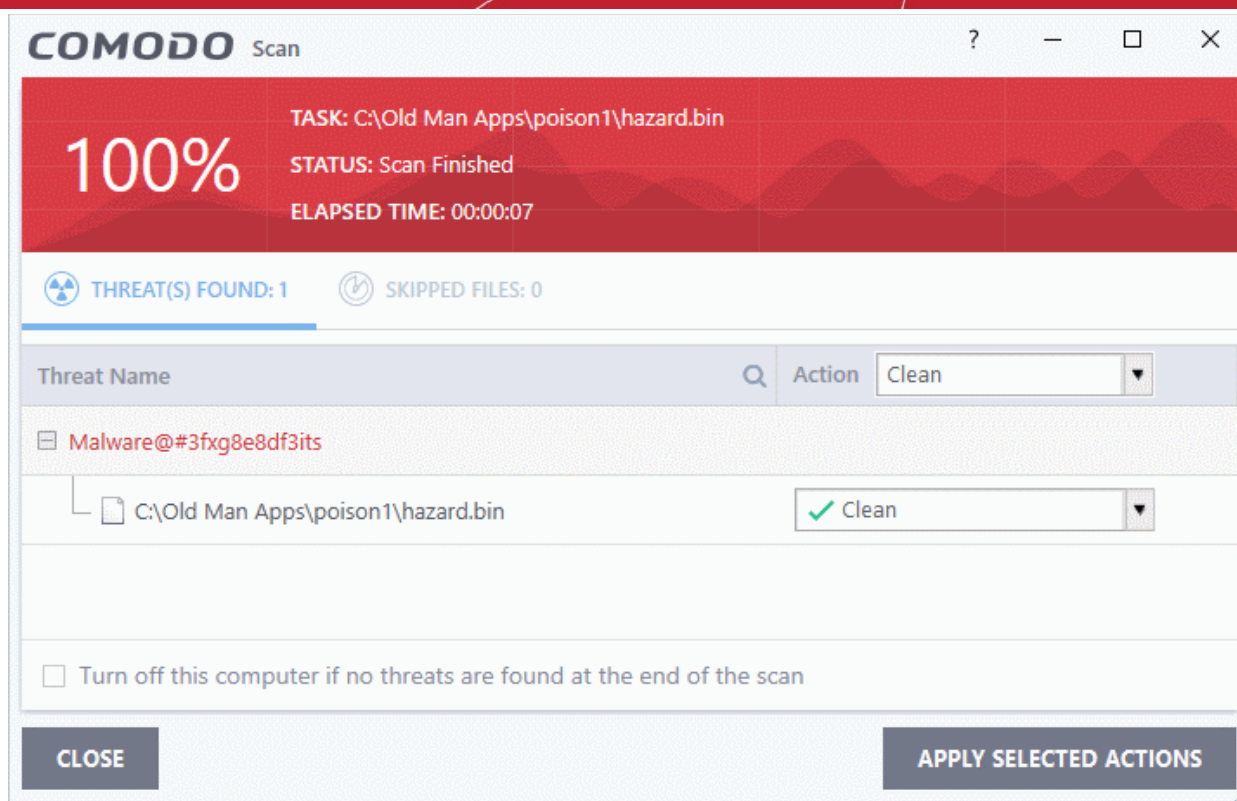 COMODO Scan ?
100%
TASK: C:\Old Man Apps\poison1\hazard.bin
STATUS: Scan Finished
ELAPSED TIME: 00:00:07
THREAT(S) FOUND: 1 SKIPPED FILES: 0
Threat Name Action Clean
Malware@#3fxg8e8df3its
C:\Old Man Apps\poison1\hazard.bin Clean
Turn off this computer if no threats are found at the end of the scan
CLOSE APPLY SELECTED ACTIONS